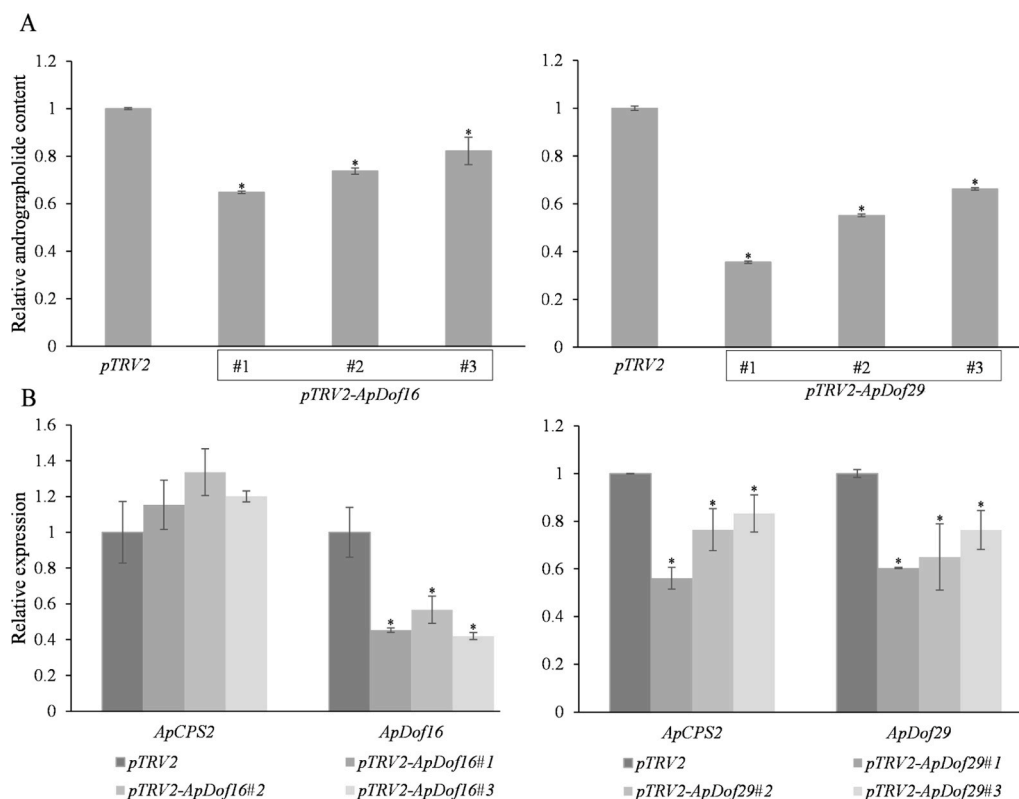 A
Relative andrographolide content
1.2
1
0.8
0.6
0.4
0.2
0
*
*
*
pTRV2
#1
#2
#3
pTRV2-ApDof16
1.2
1
0.8
0.6
0.4
0.2
0
*
*
*
pTRV2
#1
#2
#3
pTRV2-ApDof29
B
Relative expression
1.6
1.4
1.2
1
0.8
0.6
0.4
0.2
0
*
*
*
ApCPS2
ApDof16
pTRV2
pTRV2-ApDof16#1
pTRV2-ApDof16#2
pTRV2-ApDof16#3
1.2
1
0.8
0.6
0.4
0.2
0
*
*
*
*
*
*
ApCPS2
ApDof29
pTRV2
pTRV2-ApDof29#1
pTRV2-ApDof29#2
pTRV2-ApDof29#3